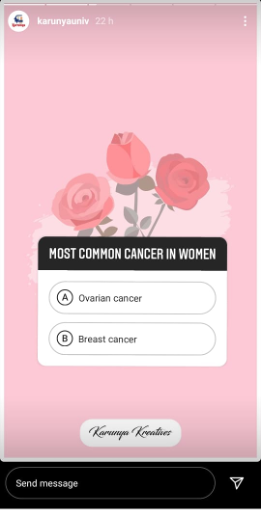 karunyauniv 22 h
MOST COMMON CANCER IN WOMEN
A Ovarian cancer
B Breast cancer
Karunya Kreatives
Send message